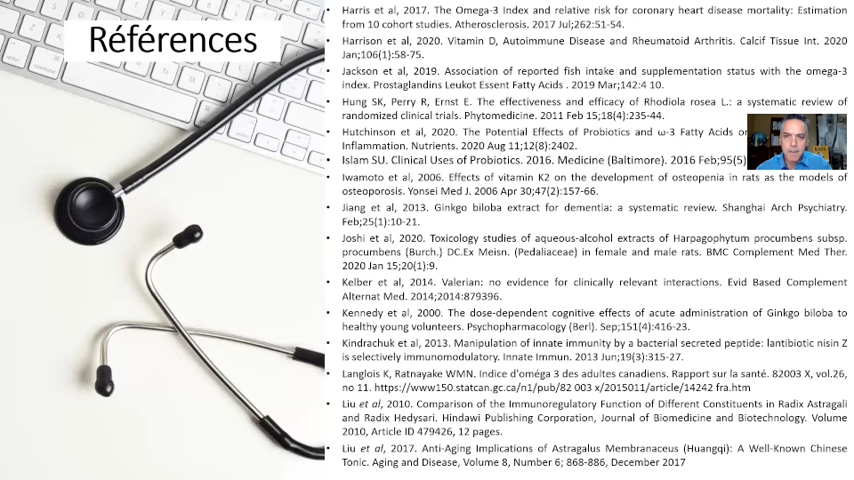 Références
• Harris et al, 2017. The Omega-3 Index and relative risk for coronary heart disease mortality: Estimation
from 10 cohort studies. Atherosclerosis. 2017 Jul;262:51-54.
• Harrison et al, 2020. Vitamin D, Autoimmune Disease and Rheumatoid Arthritis. Calcif Tissue Int. 2020
Jan;106(1):58-75.
• Jackson et al, 2019. Association of reported fish intake and supplementation status with the omega-3
index. Prostaglandins Leukot Essent Fatty Acids . 2019 Mar;142:4 10.
• Hung SK, Perry R, Ernst E. The effectiveness and efficacy of Rhodiola rosea L.: a systematic review of
randomized clinical trials. Phytomedicine. 2011 Feb 15;18(4):235-44.
• Hutchinson et al, 2020. The Potential Effects of Probiotics and ω-3 Fatty Acids
Inflammation. Nutrients. 2020 Aug 11;12(8):2402.
• Islam SU. Clinical Uses of Probiotics. 2016. Medicine (Baltimore). 2016 Feb;95(5)
• Iwamoto et al, 2006. Effects of vitamin K2 on the development of osteopenia in rats as the models of
osteoporosis. Yonsei Med J. 2006 Apr 30;47(2):157-66.
• Jiang et al, 2013. Ginkgo biloba extract for dementia: a systematic review. Shanghai Arch Psychiatry.
Feb;25(1):10-21.
• Joshi et al, 2020. Toxicology studies of aqueous-alcohol extracts of Harpagophytum procumbens subsp.
procumbens (Burch.) DC.Ex Meisn. (Pedaliaceae) in female and male rats. BMC Complement Med Ther.
2020 Jan 15;20(1):9.
• Kelber et al, 2014. Valerian: no evidence for clinically relevant interactions. Evid Based Complement
Alternat Med. 2014;2014:879396.
• Kennedy et al, 2000. The dose-dependent cognitive effects of acute administration of Ginkgo biloba to
healthy young volunteers. Psychopharmacology (Berl). Sep;151(4):416-23.
• Kindrachuk et al, 2013. Manipulation of innate immunity by a bacterial secreted peptide: lantibiotic nisin Z
is selectively immunomodulatory. Innate Immun. 2013 Jun;19(3):315-27.
• Langlois K, Ratnayake WMN. Indice d'oméga 3 des adultes canadiens. Rapport sur la santé. 82003 X, vol.26,
no 11. https://www150.statcan.gc.ca/n1/pub/82 003 x/2015011/article/14242 fra.htm
• Liu et al, 2010. Comparison of the Immunoregulatory Function of Different Constituents in Radix Astragali
and Radix Hedysari. Hindawi Publishing Corporation, Journal of Biomedicine and Biotechnology. Volume
2010, Article ID 479426, 12 pages.
• Liu et al, 2017. Anti-Aging Implications of Astragalus Membranaceus (Huangqi): A Well-Known Chinese
Tonic. Aging and Disease, Volume 8, Number 6; 868-886, December 2017